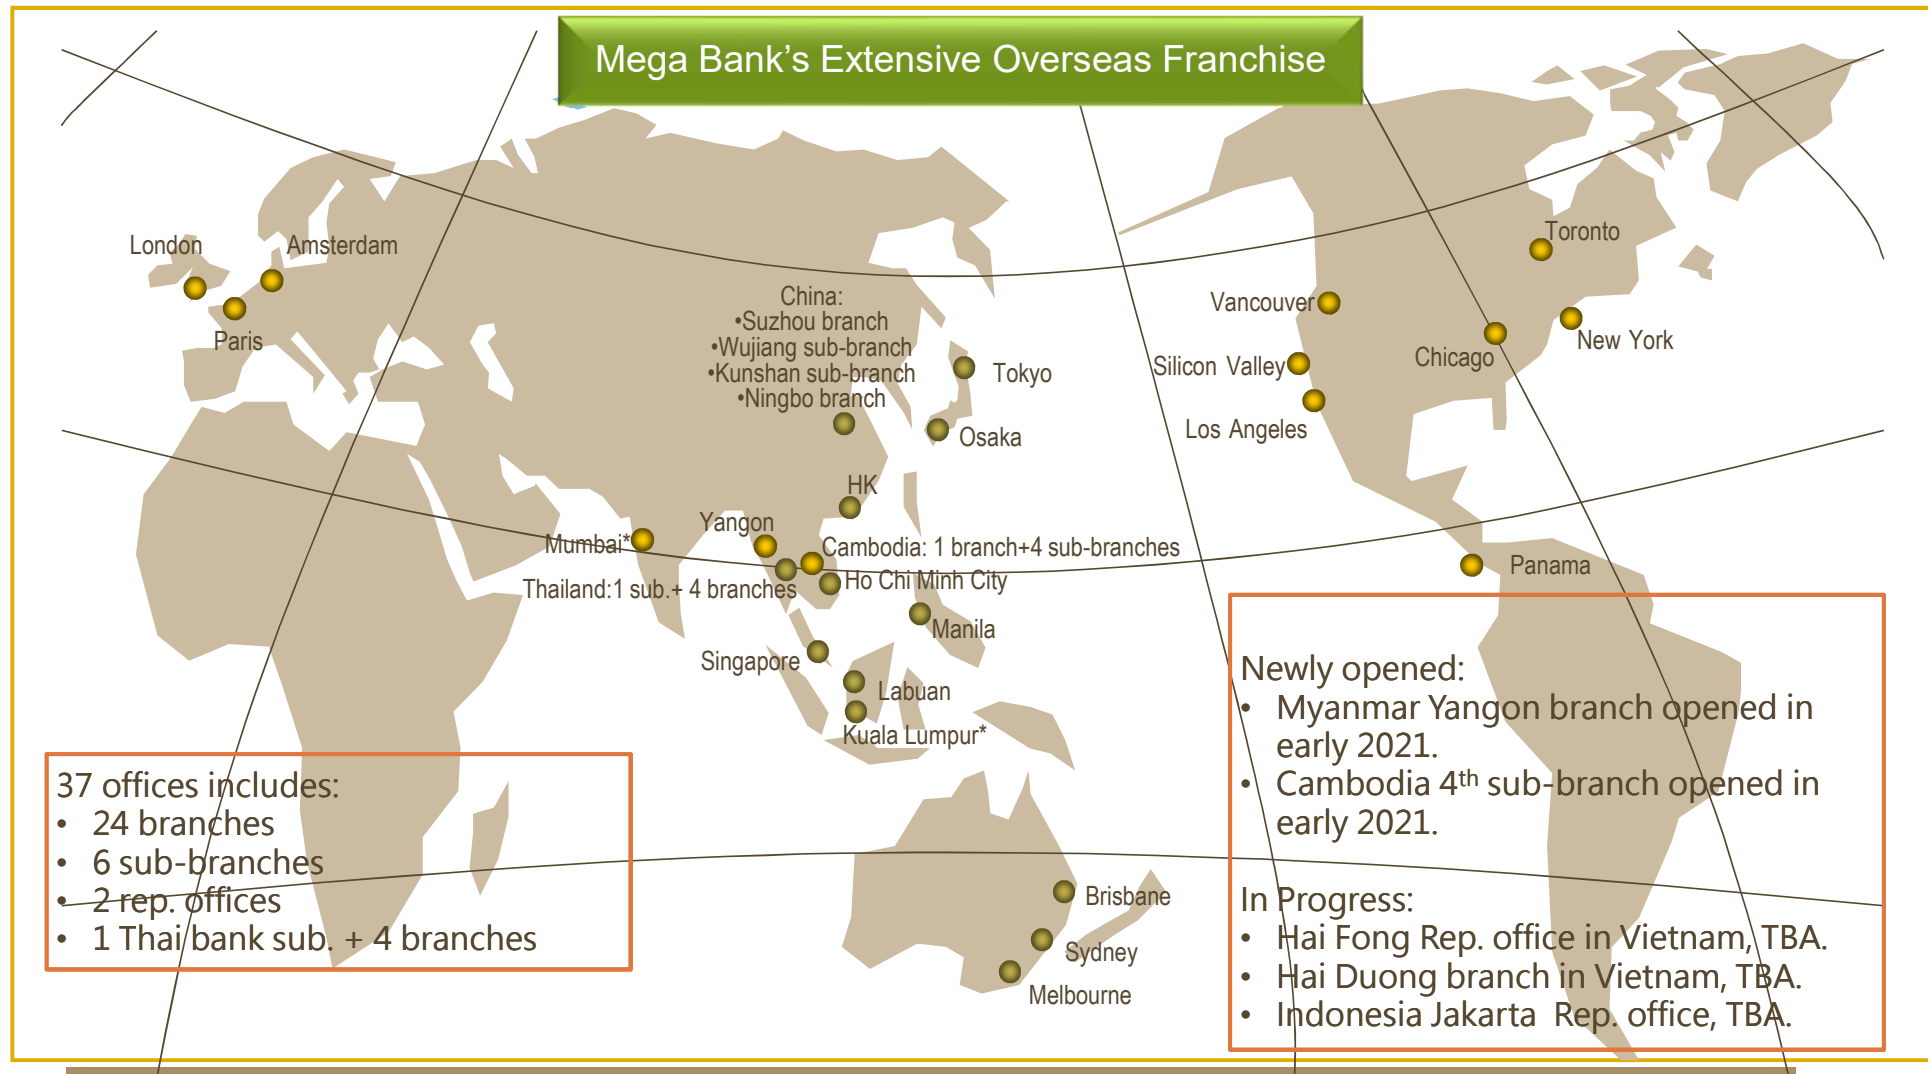 Mega Bank’s Extensive Overseas Franchise
London
Amsterdam
Paris
China:
•Suzhou branch
•Wujiang sub-branch
•Kunshan sub-branch
•Ningbo branch
Tokyo
Osaka
HK
Yangon
Mumbai*
Cambodia: 1 branch+4 sub-branches
Thailand:1 sub.+ 4 branches
Ho Chi Minh City
Manila
Singapore
Labuan
Kuala Lumpur*
Brisbane
Sydney
Melbourne
Toronto
Vancouver
New York
Chicago
Silicon Valley
Los Angeles
Panama
37 offices includes:
• 24 branches
• 6 sub-branches
• 2 rep. offices
• 1 Thai bank sub. + 4 branches
Newly opened:
• Myanmar Yangon branch opened in
early 2021.
• Cambodia 4th sub-branch opened in
early 2021.
In Progress:
• Hai Fong Rep. office in Vietnam, TBA.
• Hai Duong branch in Vietnam, TBA.
• Indonesia Jakarta Rep. office, TBA.